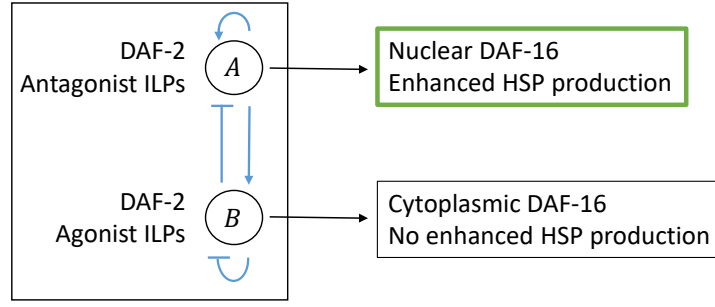 DAF-2
Antagonist ILPs
A
Nuclear DAF-16
Enhanced HSP production
DAF-2
Agonist ILPs
B
Cytoplasmic DAF-16
No enhanced HSP production